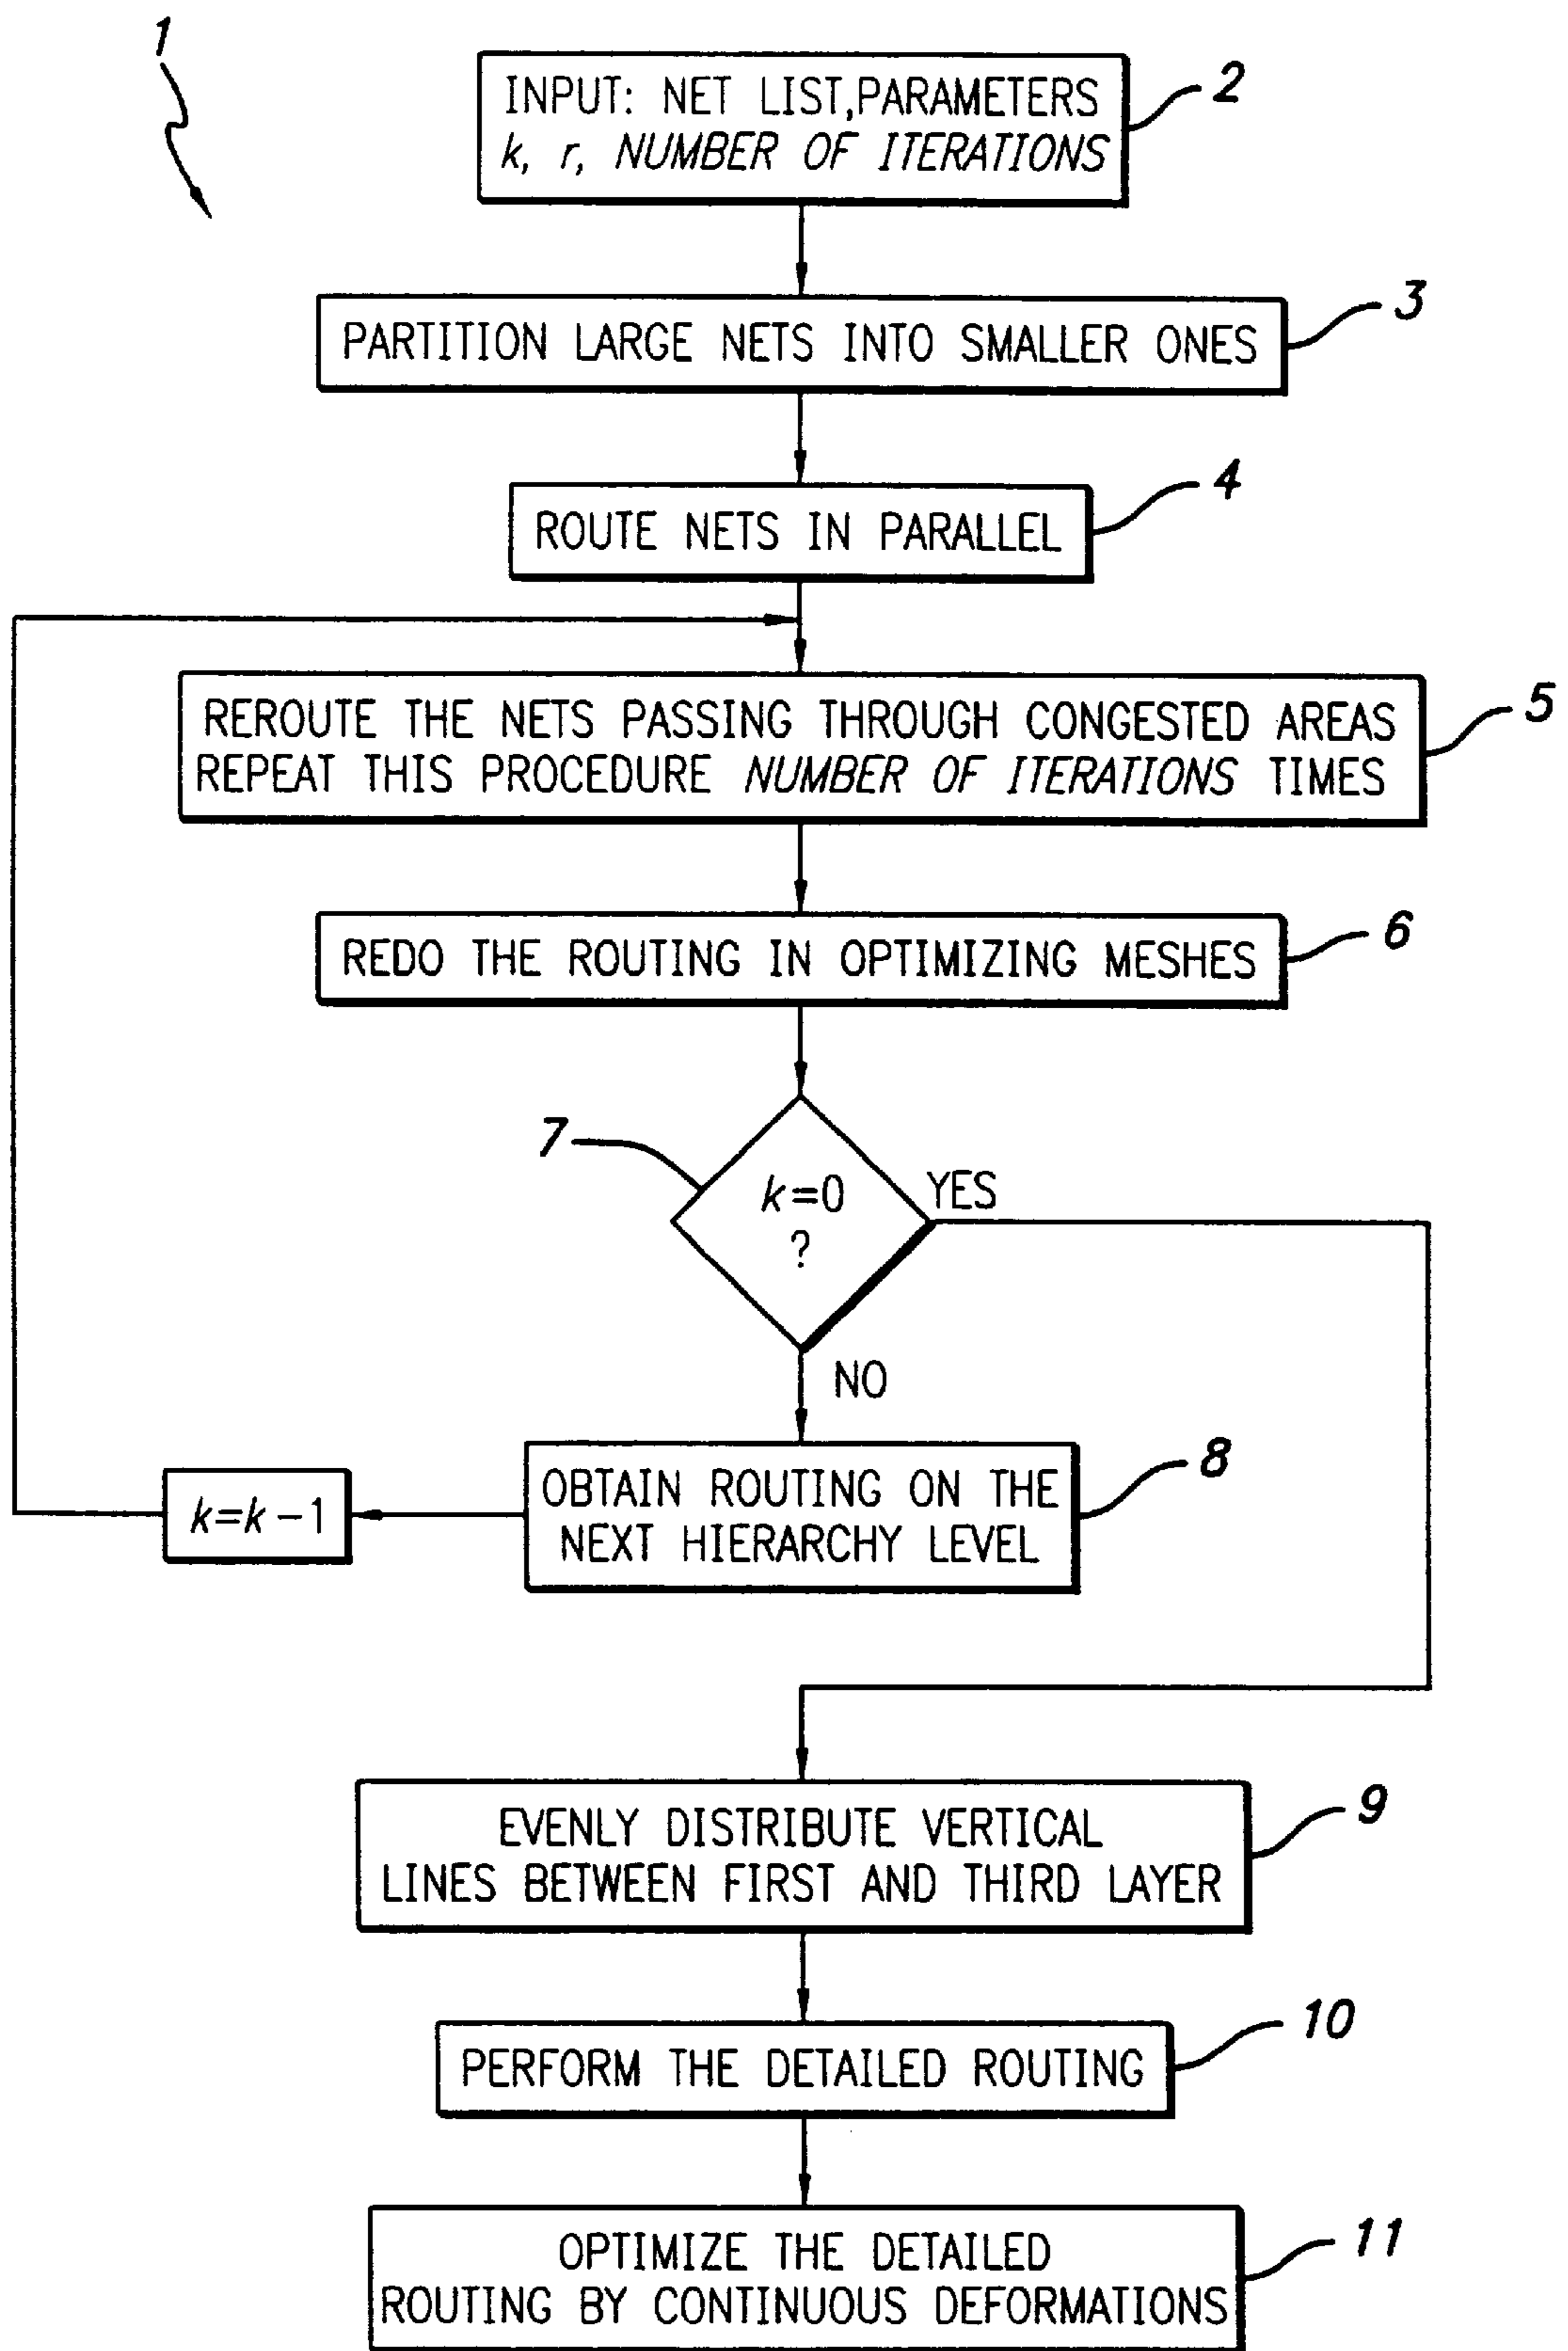 1
INPUT: NET LIST,PARAMETERS
k, r, NUMBER OF ITERATIONS
2
PARTITION LARGE NETS INTO SMALLER ONES
3
ROUTE NETS IN PARALLEL
4
REROUTE THE NETS PASSING THROUGH CONGESTED AREAS
REPEAT THIS PROCEDURE NUMBER OF ITERATIONS TIMES
5
REDO THE ROUTING IN OPTIMIZING MESHES
6
7
k=0
?
YES
NO
OBTAIN ROUTING ON THE
NEXT HIERARCHY LEVEL
8
k=k-1
EVENLY DISTRIBUTE VERTICAL
LINES BETWEEN FIRST AND THIRD LAYER
9
PERFORM THE DETAILED ROUTING
10
OPTIMIZE THE DETAILED
ROUTING BY CONTINUOUS DEFORMATIONS
11